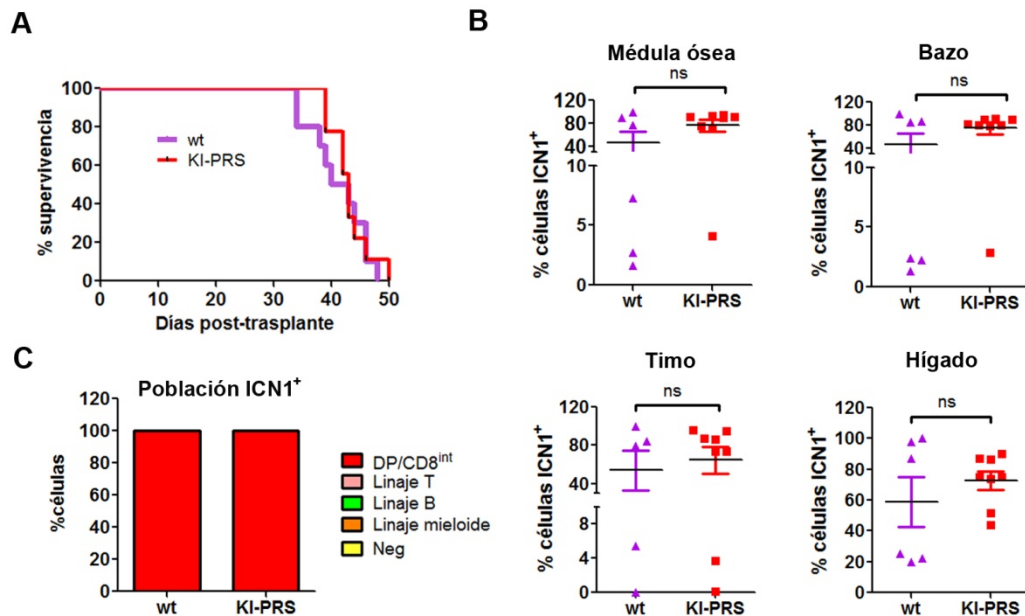 A
% supervivencia
100
80
60
40
20
0
wt
KI-PRS
0 10 20 30 40 50
Días post-trasplante
B
Médula ósea
ns
% células ICN1+
120
80
40
10
5
0
wt KI-PRS
Bazo
ns
% células ICN1+
120
80
40
10
5
0
wt KI-PRS
C
Población ICN1+
%células
120
100
80
60
40
20
0
wt KI-PRS
DP/CD8int
Linaje T
Linaje B
Linaje mieloide
Neg
Timo
ns
% células ICN1+
120
80
40
8
4
0
wt KI-PRS
Hígado
ns
% células ICN1+
120
100
80
60
40
20
0
wt KI-PRS